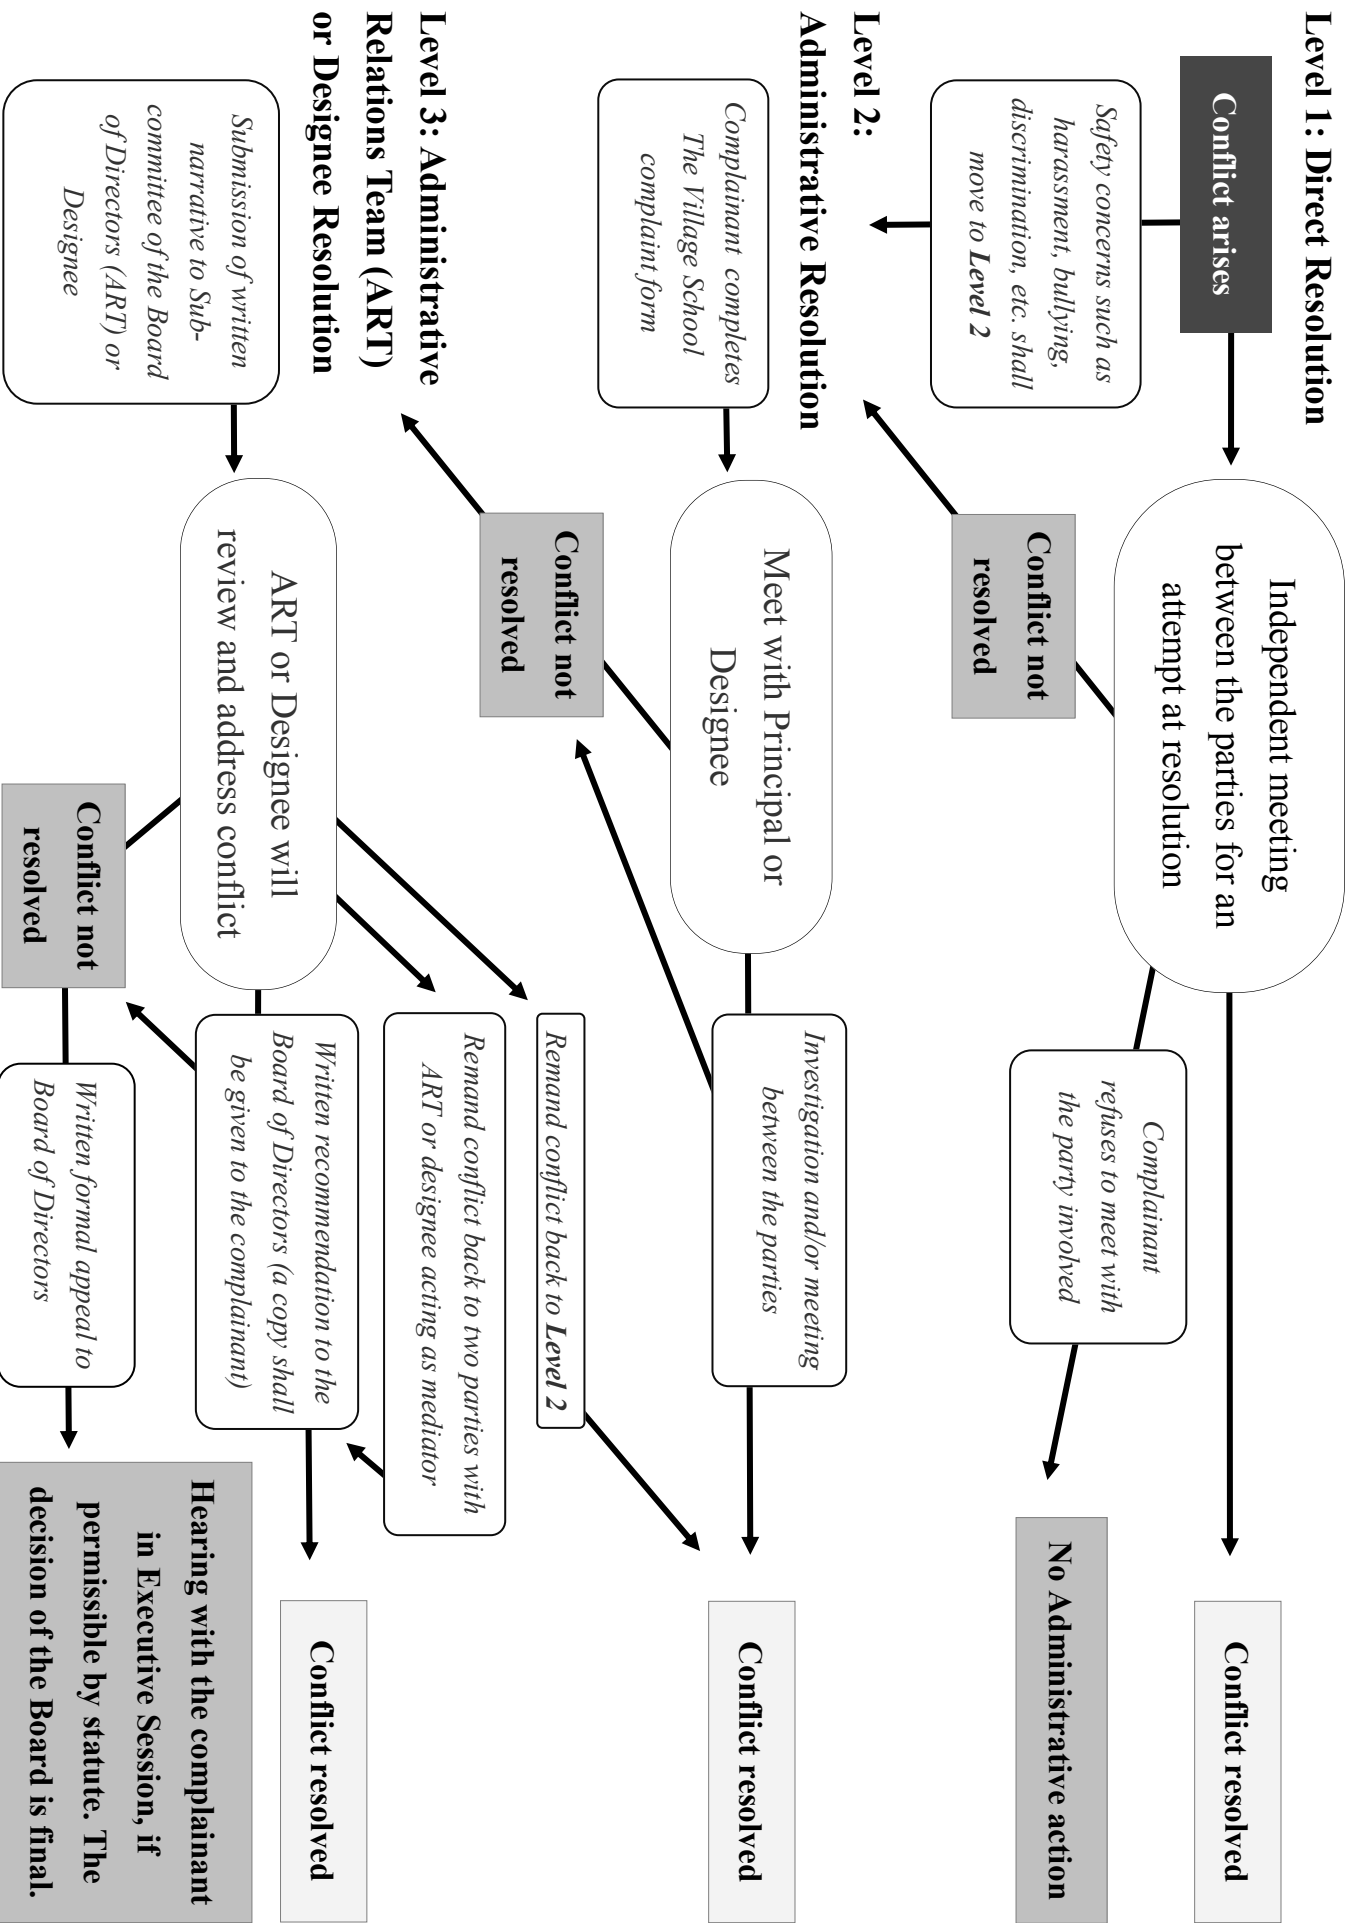 Level 1: Direct Resolution
Conflict arises
Independent meeting
between the parties for an
attempt at resolution
Conflict resolved
Safety concerns such as
harassment, bullying,
discrimination, etc. shall
move to Level 2
Conflict not
resolved
Complainant
refuses to meet with
the party involved
No Administrative action
Level 2:
Administrative Resolution
Complainant completes
The Village School
complaint form
Meet with Principal or
Designee
Investigation and/or meeting
between the parties
Conflict resolved
Conflict not
resolved
Remand conflict back to Level 2
Level 3: Administrative
Relations Team (ART)
or Designee Resolution
Remand conflict back to two parties with
ART or designee acting as mediator
Submission of written
narrative to Sub-
committee of the Board
of Directors (ART) or
Designee
ART or Designee will
review and address conflict
Written recommendation to the
Board of Directors (a copy shall
be given to the complainant)
Conflict resolved
Conflict not
resolved
Written formal appeal to
Board of Directors
Hearing with the complainant
in Executive Session, if
permissible by statute. The
decision of the Board is final.